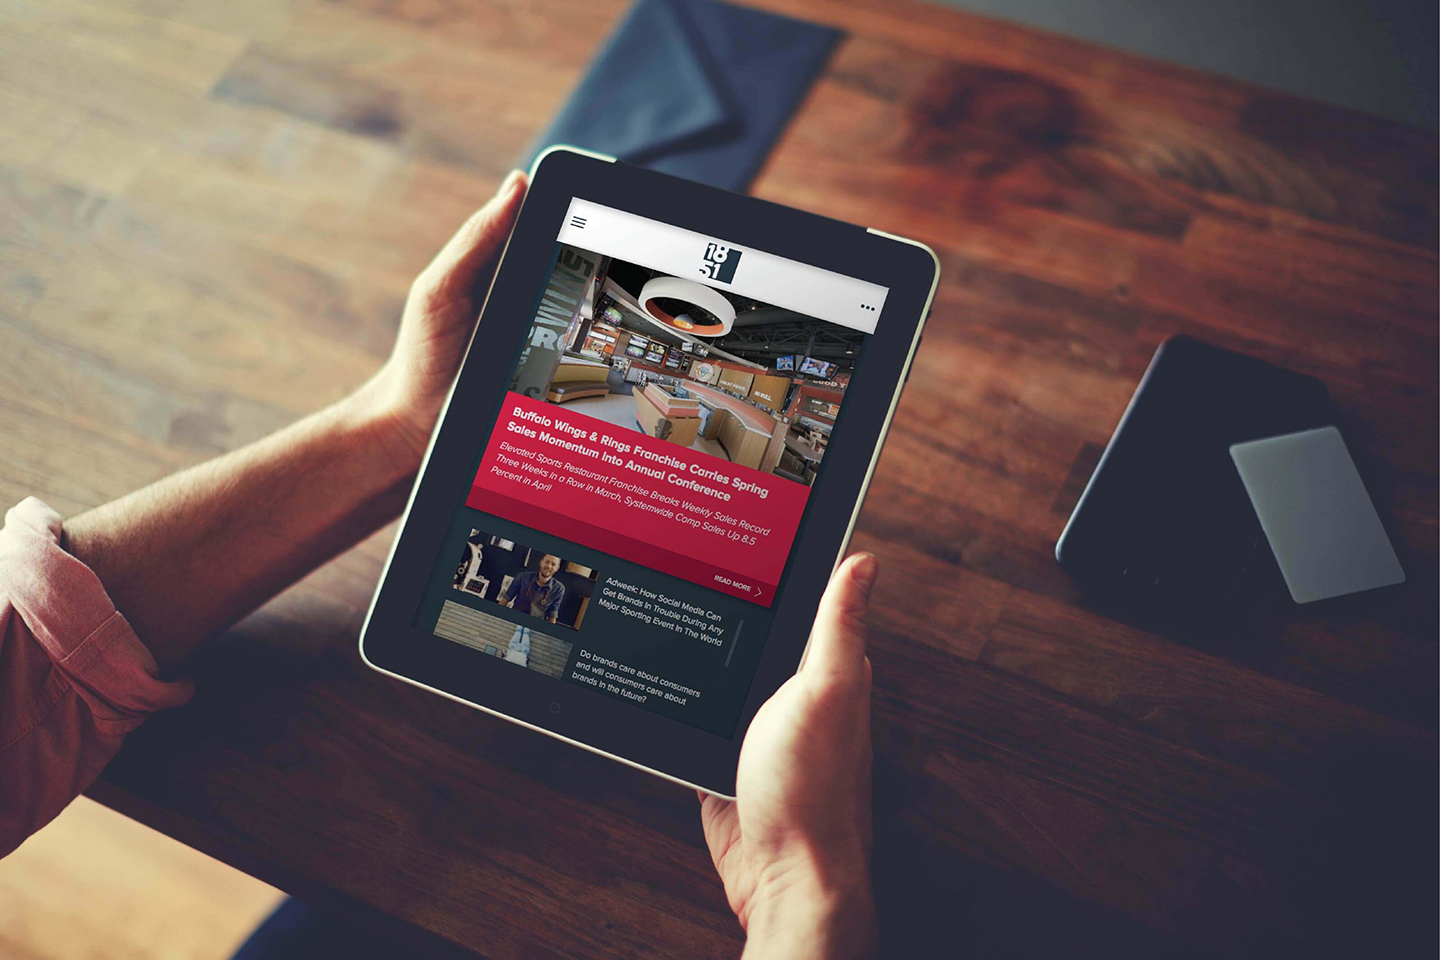 18
51
PRO
Buffalo Wings & Rings Franchise Carries Spring
Sales Momentum Into Annual Conference
Elevated Sports Restaurant Franchise Breaks Weekly Sales Record
Three Weeks in a Row in March, Systemwide Comp Sales Up 8.5
Percent in April
READ MORE
Adweek: How Social Media Can
Get Brands In Trouble During Any
Major Sporting Event In The World
Do brands care about consumers
and will consumers care about
brands in the future?